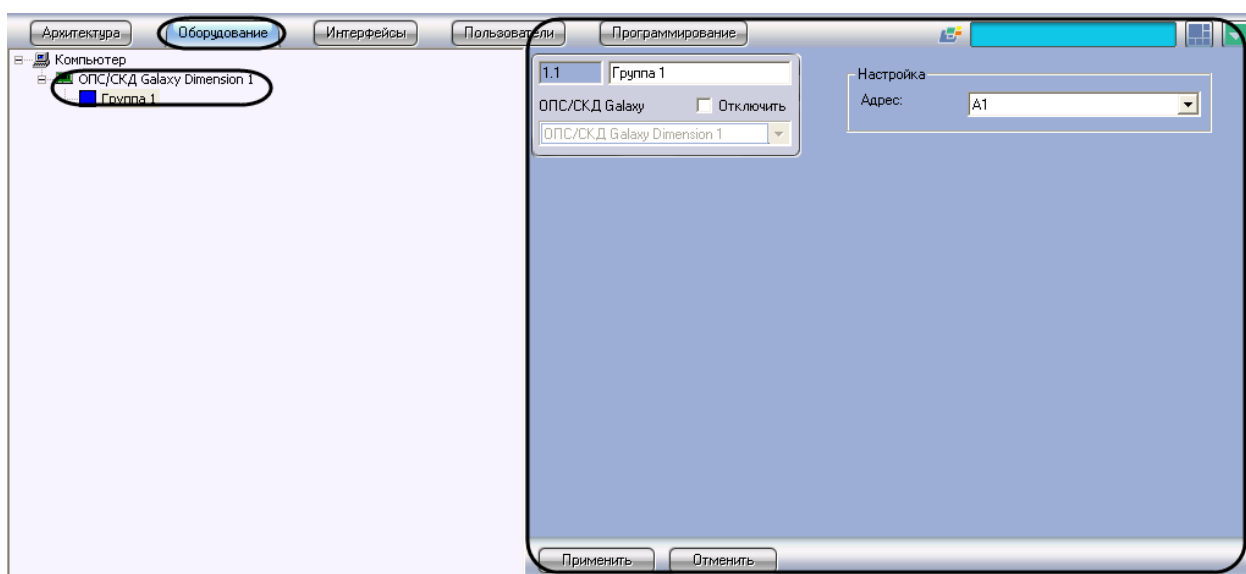 Архитектура Оборудование Интерфейсы Пользователи Программирование
Компьютер
ОПС/СКД Galaxy Dimension 1
Группа 1
1.1 Группа 1
ОПС/СКД Galaxy Отключить
ОПС/СКД Galaxy Dimension 1
Настройка
Адрес: A1
Применить Отменить